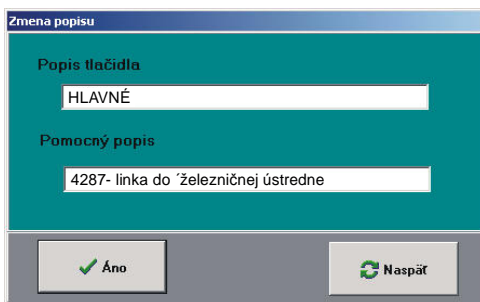 Zmena popisu
Popis tlačidla
HLAVNÉ
Pomocný popis
4287- linka do ´železničnej ústredne
Áno
Naspäť